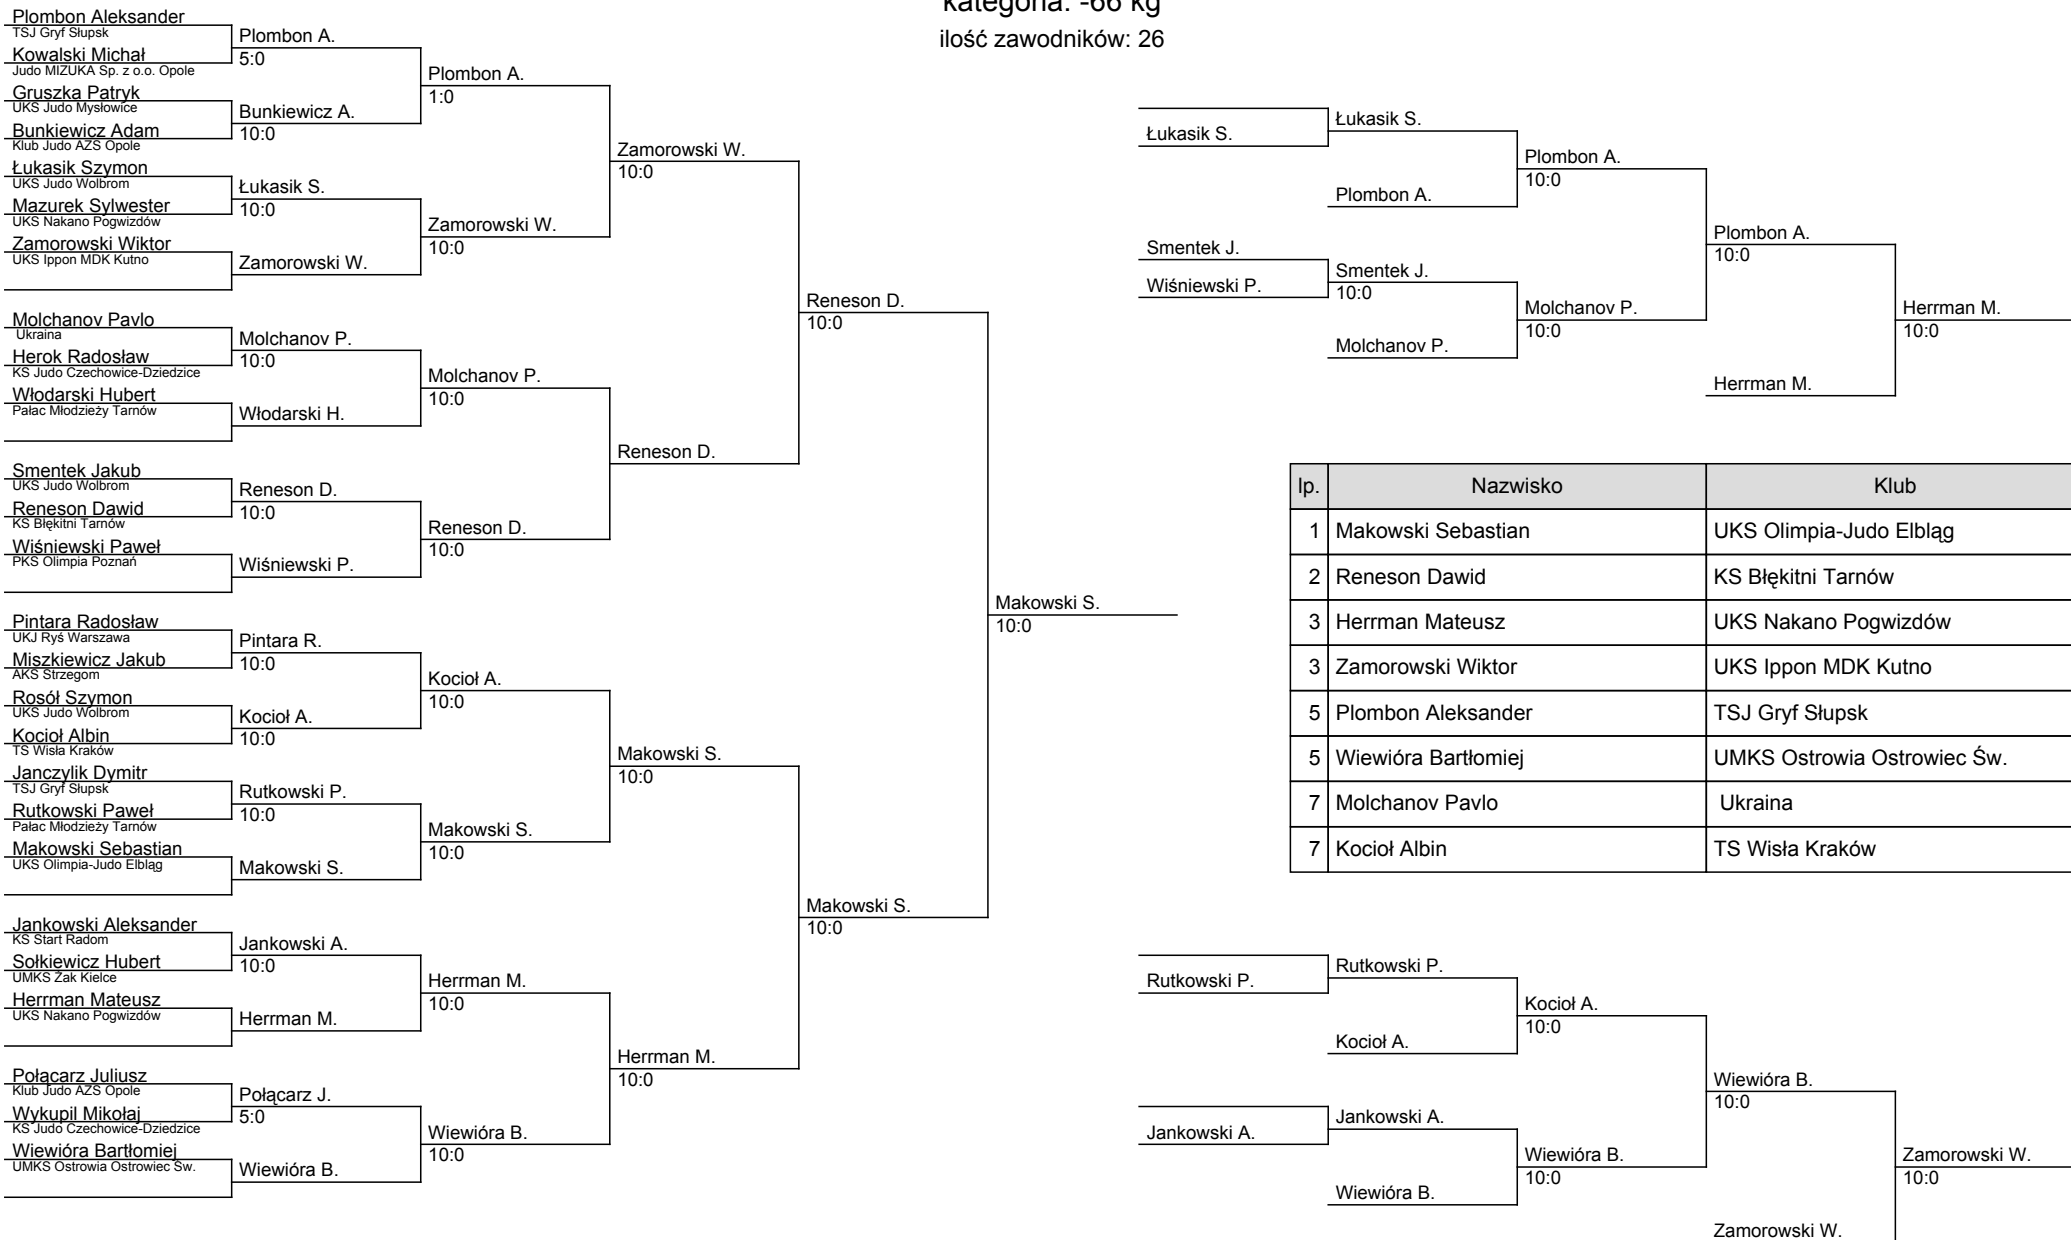 kategoria: -66 kg
ilość zawodników: 26
Plombon Aleksander
TSJ Gryf Słupsk
Kowalski Michał
Judo MIZUKA Sp. z o.o. Opole
Gruszka Patryk
UKS Judo Mysłowice
Bunkiewicz Adam
Klub Judo AZS Opole
Łukasik Szymon
UKS Judo Wolbrom
Mazurek Sylwester
UKS Nakano Pogwizdów
Zamorowski Wiktor
UKS Ippon MDK Kutno
Molchanov Pavlo
Ukraina
Herok Radosław
KS Judo Czechowice-Dziedzice
Włodarski Hubert
Pałac Młodzieży Tarnów
Smentek Jakub
UKS Judo Wolbrom
Reneson Dawid
KS Błękitni Tarnów
Wiśniewski Paweł
PKS Olimpia Poznań
Pintara Radosław
UKJ Ryś Warszawa
Miszkiewicz Jakub
AKS Strzegom
Rosół Szymon
UKS Judo Wolbrom
Kocioł Albin
TS Wisła Kraków
Janczylik Dymitr
TSJ Gryf Słupsk
Rutkowski Paweł
Pałac Młodzieży Tarnów
Makowski Sebastian
UKS Olimpia-Judo Elbląg
Jankowski Aleksander
KS Start Radom
Sołkiewicz Hubert
UMKS Żak Kielce
Herrman Mateusz
UKS Nakano Pogwizdów
Połącarz Juliusz
Klub Judo AZS Opole
Wykupil Mikołaj
KS Judo Czechowice-Dziedzice
Wiewióra Bartłomiej
UMKS Ostrowia Ostrowiec Św.
Plombon A.
5:0
Bunkiewicz A.
10:0
Łukasik S.
10:0
Zamorowski W.
Molchanov P.
10:0
Włodarski H.
Reneson D.
10:0
Wiśniewski P.
Pintara R.
10:0
Kocioł A.
10:0
Rutkowski P.
10:0
Makowski S.
Jankowski A.
10:0
Herrman M.
Połącarz J.
5:0
Wiewióra B.
Plombon A.
1:0
Zamorowski W.
10:0
Molchanov P.
10:0
Reneson D.
10:0
Kocioł A.
10:0
Makowski S.
10:0
Herrman M.
10:0
Wiewióra B.
10:0
Zamorowski W.
10:0
Reneson D.
Makowski S.
10:0
Herrman M.
10:0
Reneson D.
10:0
Makowski S.
10:0
Makowski S.
10:0
Łukasik S.
Smentek J.
Wiśniewski P.
Łukasik S.
Plombon A.
Smentek J.
10:0
Molchanov P.
Plombon A.
10:0
Molchanov P.
10:0
Plombon A.
10:0
Herrman M.
Herrman M.
10:0
lp. Nazwisko Klub
1 Makowski Sebastian UKS Olimpia-Judo Elbląg
2 Reneson Dawid KS Błękitni Tarnów
3 Herrman Mateusz UKS Nakano Pogwizdów
3 Zamorowski Wiktor UKS Ippon MDK Kutno
5 Plombon Aleksander TSJ Gryf Słupsk
5 Wiewióra Bartłomiej UMKS Ostrowia Ostrowiec Św.
7 Molchanov Pavlo Ukraina
7 Kocioł Albin TS Wisła Kraków
Rutkowski P.
Jankowski A.
Rutkowski P.
Kocioł A.
Jankowski A.
Wiewióra B.
Kocioł A.
10:0
Wiewióra B.
10:0
Wiewióra B.
10:0
Zamorowski W.
Zamorowski W.
10:0